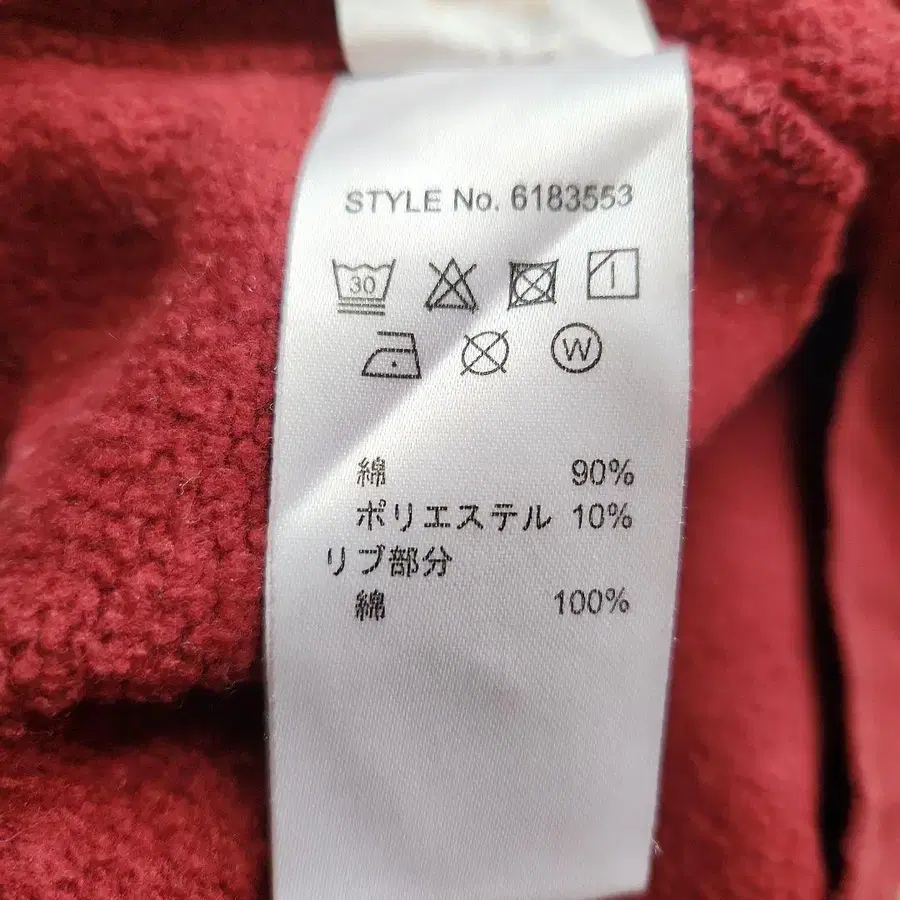 STYLE No. 6183553
30
W
綿 90%
ポリエステル 10%
リブ部分
綿 100%